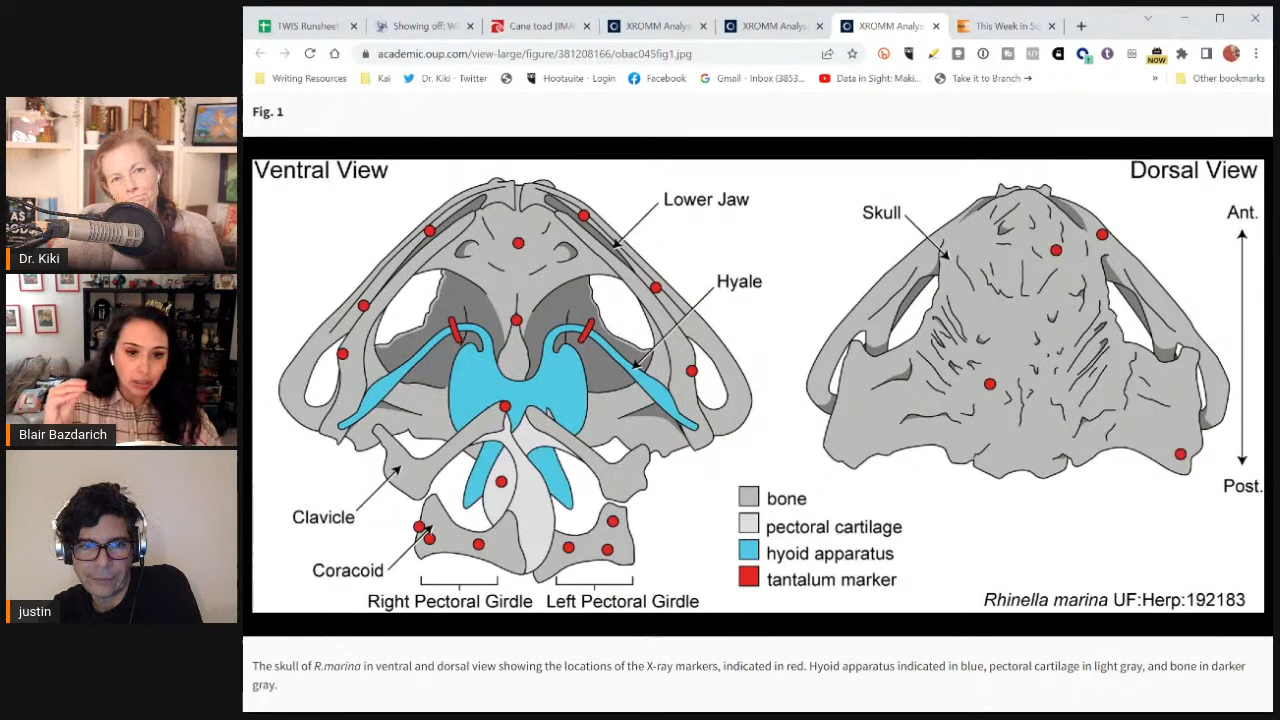 TWIS Runsheet
Showing off: W
Cane toad (IMA
XROMM Analys
XROMM Analys
XROMM Analys
This Week in Sc
academic.oup.com/view-large/figure/381208166/obac045fig1.jpg
NOW
Writing Resources
Kai
Dr. Kiki - Twitter
Hootsuite - Login
Facebook
Gmail - Inbox (3853...
Data in Sight: Maki...
Take it to Branch →
»
Other bookmarks
Fig. 1
Ventral View
Dorsal View
Lower Jaw
Skull
Ant.
Hyale
Post.
Clavicle
Coracoid
Right Pectoral Girdle
Left Pectoral Girdle
bone
pectoral cartilage
hyoid apparatus
tantalum marker
Rhinella marina UF:Herp:192183
The skull of R.marina in ventral and dorsal view showing the locations of the X-ray markers, indicated in red. Hyoid apparatus indicated in blue, pectoral cartilage in light gray, and bone in darker
gray.
Dr. Kiki
Blair Bazdarich
justin